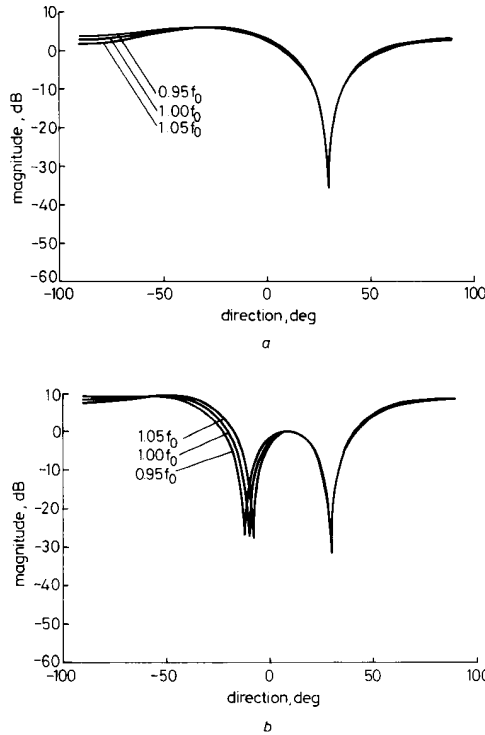 10
0
-10
-20
-30
-40
-50
-60
magnitude, dB
0.95f₀
1.00f₀
1.05f₀
-100 -50 0 50 100
direction, deg
a
10
0
-10
-20
-30
-40
-50
-60
magnitude, dB
1.05f₀
1.00f₀
0.95f₀
-100 -50 0 50 100
direction, deg
b